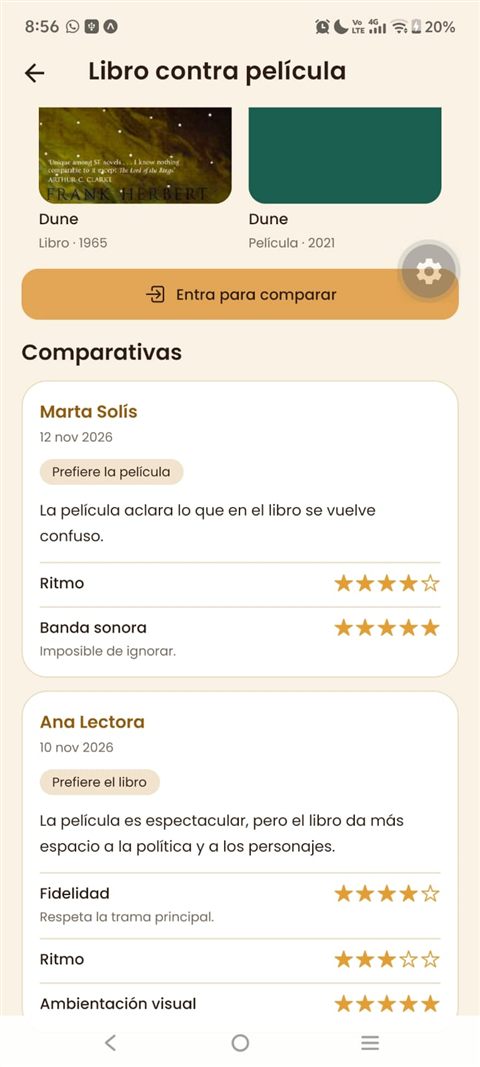 8:56
Vo
LTE
4G
20%
Libro contra película
"Unique among SF novels . . . I know nothing
comparable to it except The Lord of the Rings"
ARTHUR C. CLARKE
FRANK HERBERT
Dune
Libro · 1965
Dune
Película · 2021
Entra para comparar
Comparativas
Marta Solís
12 nov 2026
Prefiere la película
La película aclara lo que en el libro se vuelve
confuso.
Ritmo
Banda sonora
Imposible de ignorar.
Ana Lectora
10 nov 2026
Prefiere el libro
La película es espectacular, pero el libro da más
espacio a la política y a los personajes.
Fidelidad
Respeta la trama principal.
Ritmo
Ambientación visual